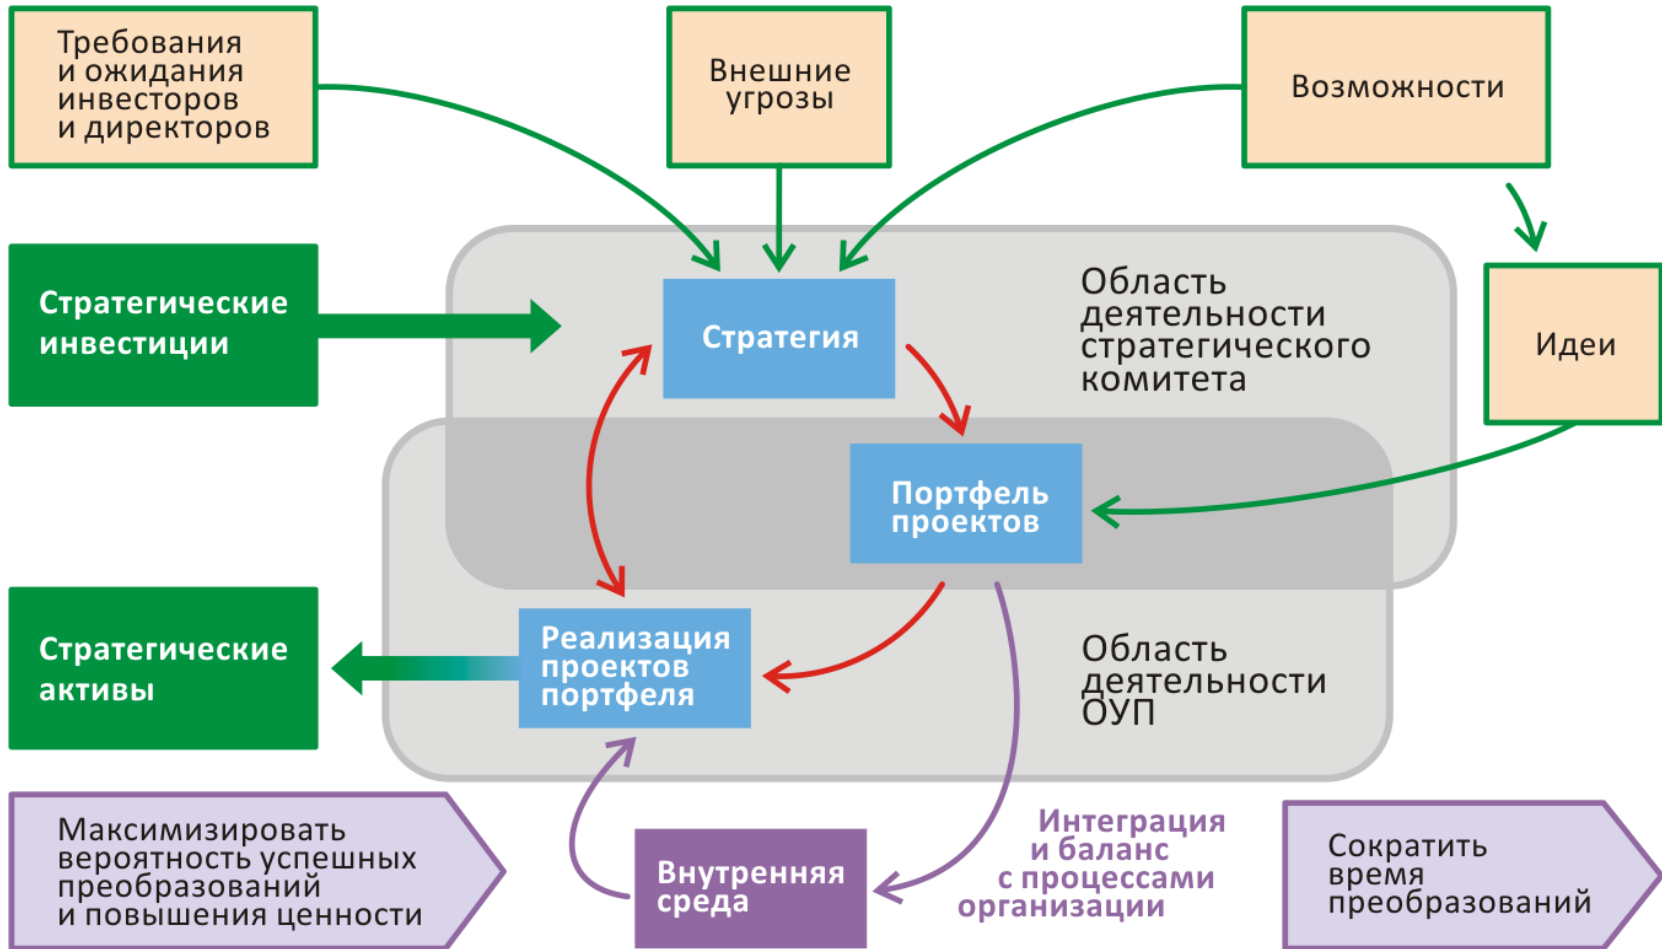 Требования
и ожидания
инвесторов
и директоров
Внешние
угрозы
Возможности
Стратегические
инвестиции
Стратегия
Область
деятельности
стратегического
комитета
Идеи
Портфель
проектов
Стратегические
активы
Реализация
проектов
портфеля
Область
деятельности
ОУП
Максимизировать
вероятность успешных
преобразований
и повышения ценности
Внутренняя
среда
Интеграция
и баланс
с процессами
организации
Сократить
время
преобразований